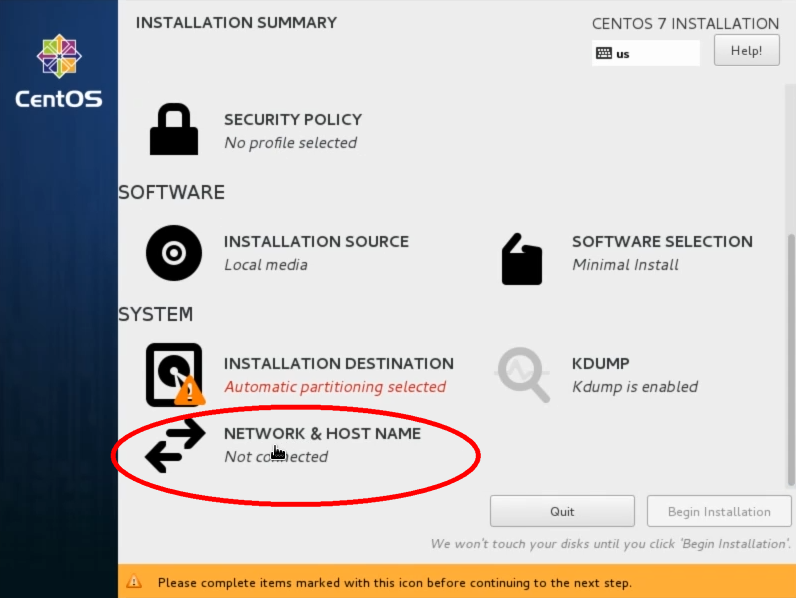 INSTALLATION SUMMARY
CENTOS 7 INSTALLATION
us
Help!
CentOS
SECURITY POLICY
No profile selected
SOFTWARE
INSTALLATION SOURCE
Local media
SOFTWARE SELECTION
Minimal Install
SYSTEM
INSTALLATION DESTINATION
Automatic partitioning selected
KDUMP
Kdump is enabled
NETWORK & HOST NAME
Not connected
Quit
Begin Installation
We won't touch your disks until you click 'Begin Installation'.
Please complete items marked with this icon before continuing to the next step.